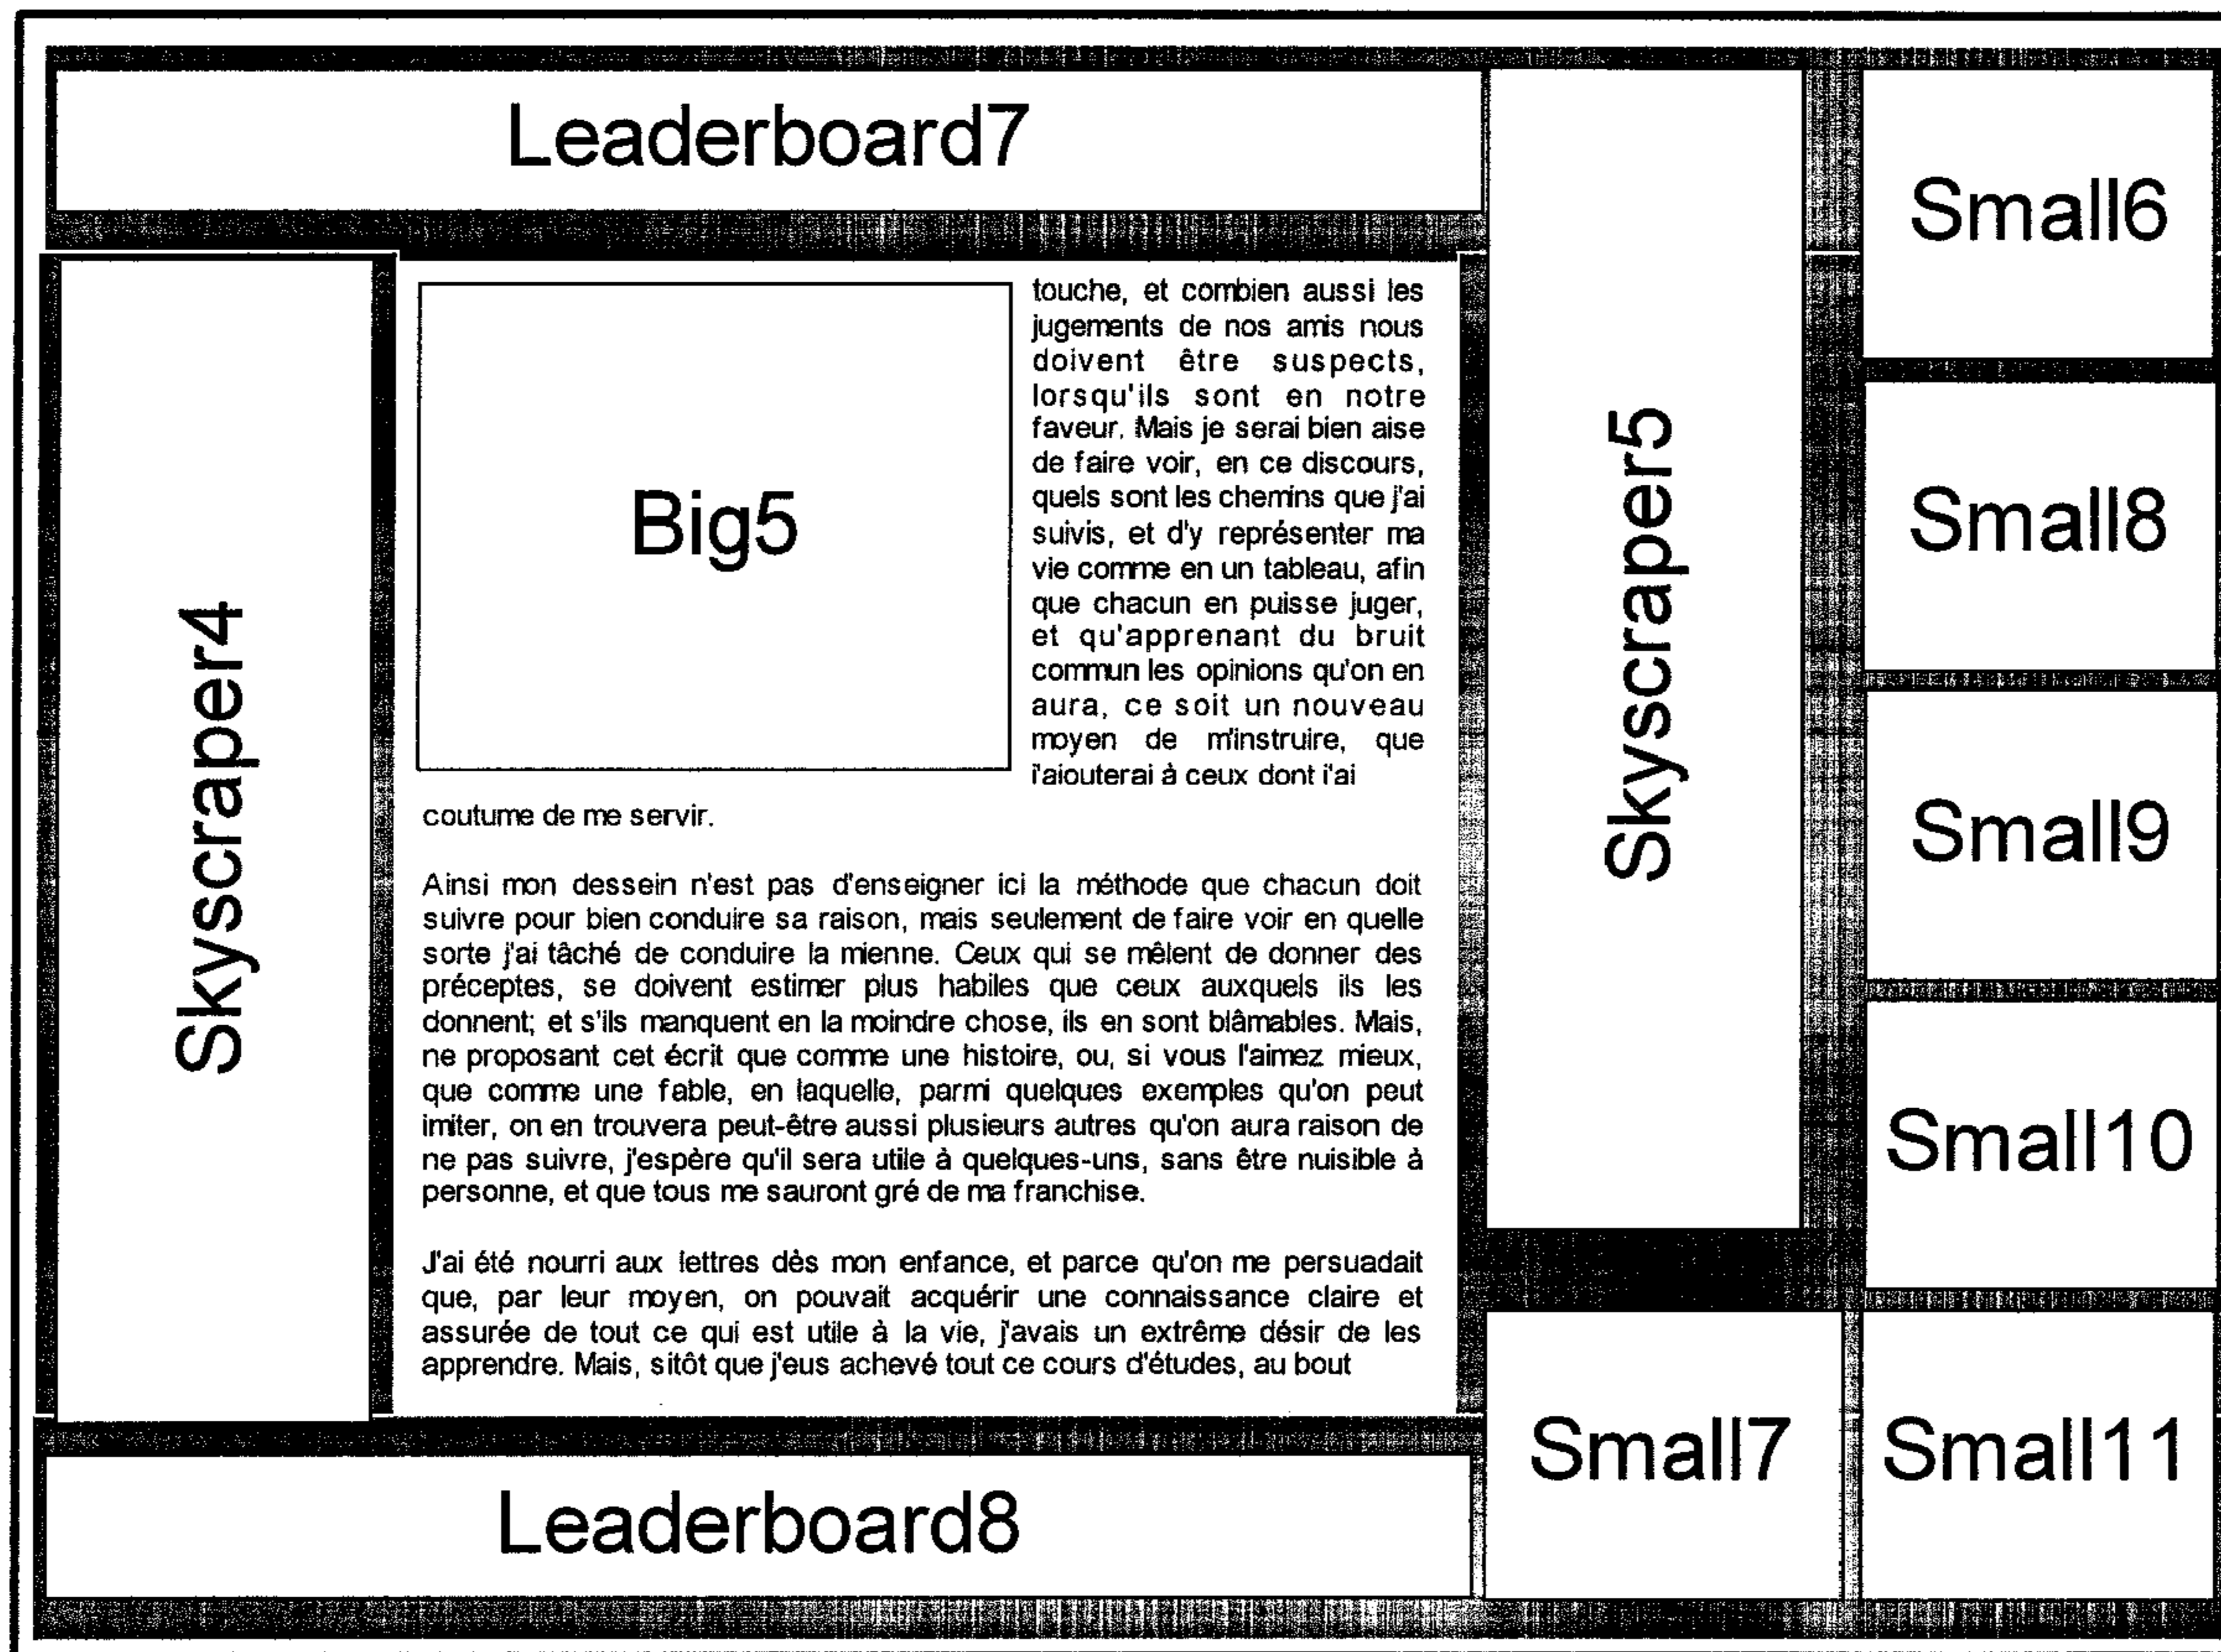 Leaderboard7
Skyscraper4
Big5
touche, et combien aussi les
jugements de nos amis nous
doivent être suspects,
lorsqu'ils sont en notre
faveur. Mais je serai bien aise
de faire voir, en ce discours,
quels sont les chemins que j'ai
suivis, et d'y représenter ma
vie comme en un tableau, afin
que chacun en puisse juger,
et qu'apprenant du bruit
commun les opinions qu'on en
aura, ce soit un nouveau
moyen de m'instruire, que
j'ajouterai à ceux dont j'ai
coutume de me servir.
Ainsi mon dessein n'est pas d'enseigner ici la méthode que chacun doit
suivre pour bien conduire sa raison, mais seulement de faire voir en quelle
sorte j'ai tâché de conduire la mienne. Ceux qui se mêlent de donner des
préceptes, se doivent estimer plus habiles que ceux auxquels ils les
donnent; et s'ils manquent en la moindre chose, ils en sont blâmables. Mais,
ne proposant cet écrit que comme une histoire, ou, si vous l'aimez mieux,
que comme une fable, en laquelle, parmi quelques exemples qu'on peut
imiter, on en trouvera peut-être aussi plusieurs autres qu'on aura raison de
ne pas suivre, j'espère qu'il sera utile à quelques-uns, sans être nuisible à
personne, et que tous me sauront gré de ma franchise.
J'ai été nourri aux lettres dès mon enfance, et parce qu'on me persuadait
que, par leur moyen, on pouvait acquérir une connaissance claire et
assurée de tout ce qui est utile à la vie, j'avais un extrême désir de les
apprendre. Mais, sitôt que j'eus achevé tout ce cours d'études, au bout
Skyscraper5
Small6
Small8
Small9
Small10
Small7
Small11
Leaderboard8